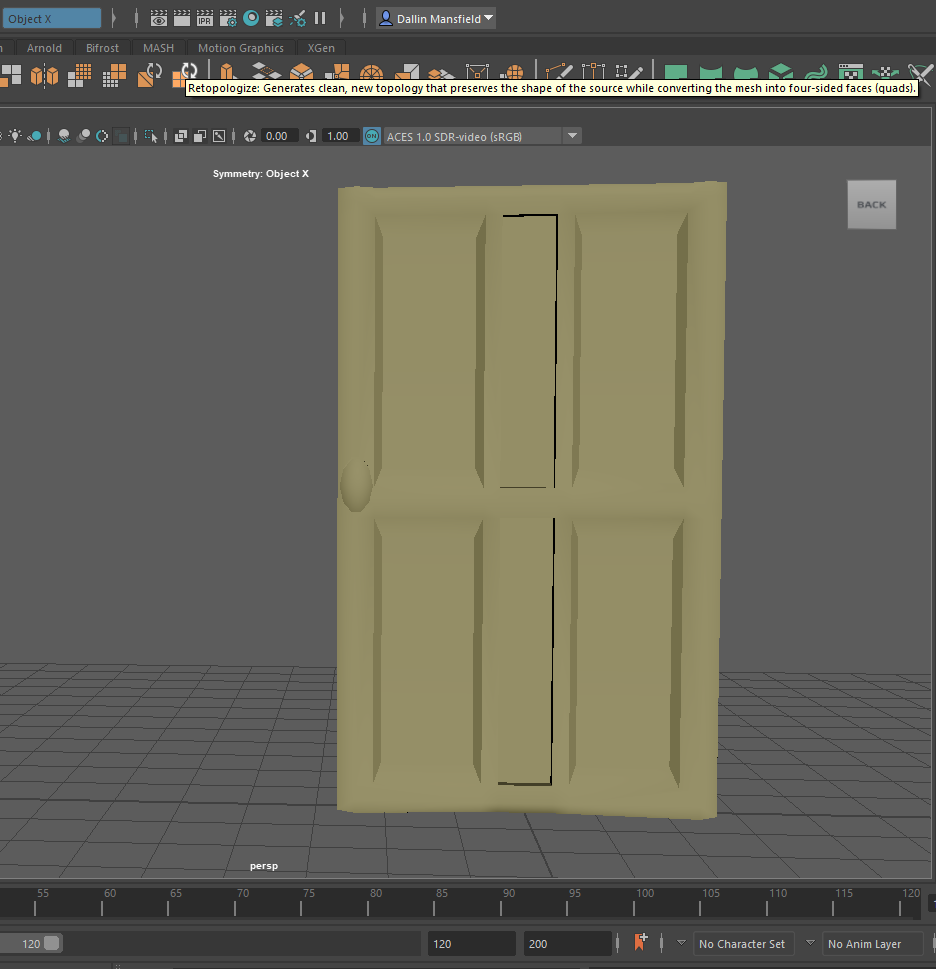 Object X
IPR
Dallin Mansfield
Arnold Bifrost MASH Motion Graphics XGen
Retopologize: Generates clean, new topology that preserves the shape of the source while converting the mesh into four-sided faces (quads).
0.00 1.00 ON ACES 1.0 SDR-video (sRGB)
Symmetry: Object X
BACK
persp
55 60 65 70 75 80 85 90 95 100 105 110 115 120
120 120 200 No Character Set No Anim Layer